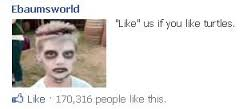 Ebaumsworld
"Like" us if you like turtles.
Like · 170,316 people like this.